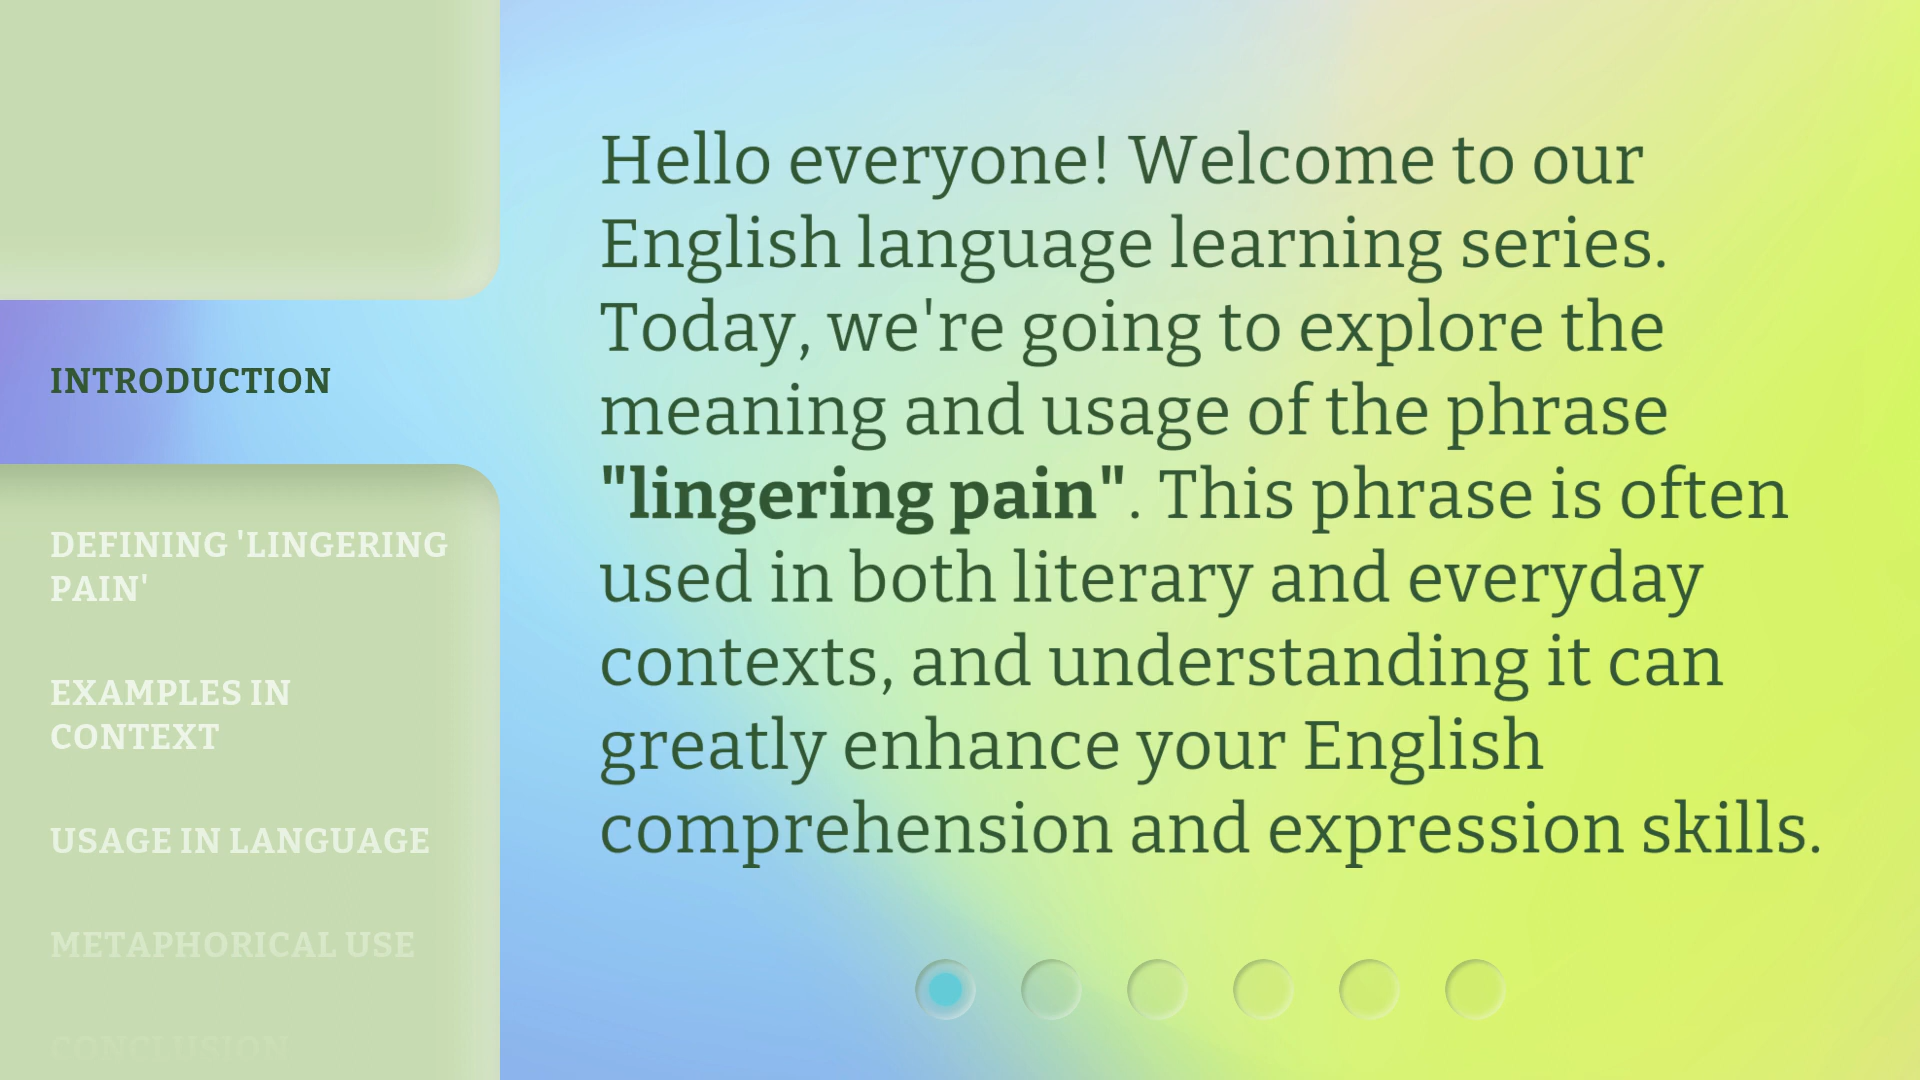 INTRODUCTION
DEFINING 'LINGERING
PAIN'
EXAMPLES IN
CONTEXT
USAGE IN LANGUAGE
METAPHORICAL USE
CONCLUSION
Hello everyone! Welcome to our
English language learning series.
Today, we're going to explore the
meaning and usage of the phrase
"lingering pain". This phrase is often
used in both literary and everyday
contexts, and understanding it can
greatly enhance your English
comprehension and expression skills.